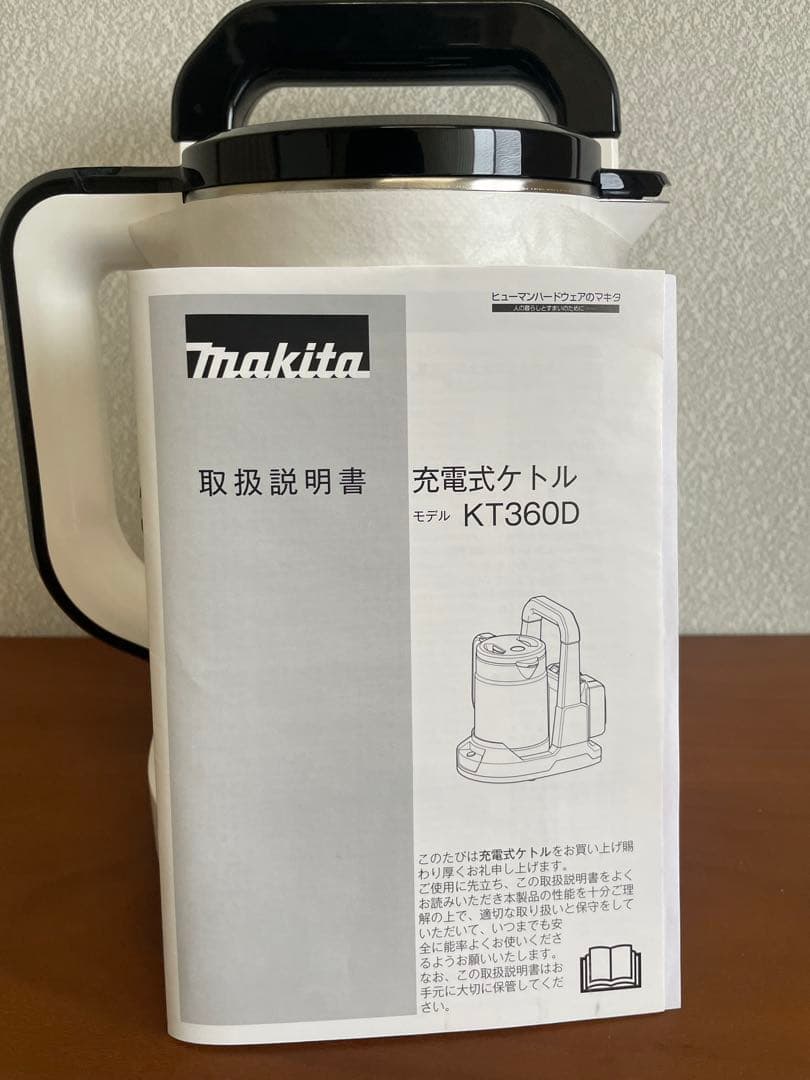 ヒューマンハードウェアのマキタ
人の暮らしとすまいのために
makita
取扱説明書
充電式ケトル
モデル KT360D
このたびは充電式ケトルをお買い上げ賜
わり厚くお礼申し上げます。
ご使用に先立ち、この取扱説明書をよく
お読みいただき本製品の性能を十分ご理
解の上で、適切な取り扱いと保守をして
いただいて、いつまでも安
全に能率よくお使いくださ
るようお願いいたします。
なお、この取扱説明書はお
手元に大切に保管してくだ
さい。